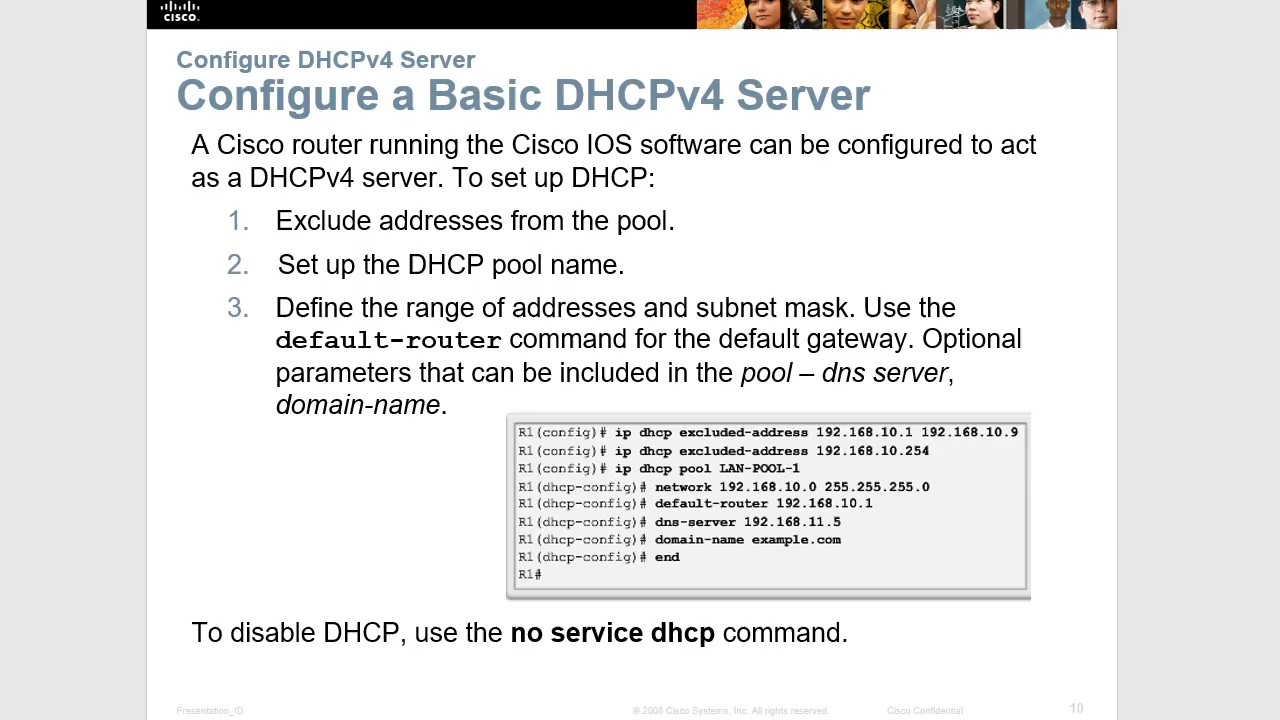 CISCO.
Configure DHCPv4 Server
Configure a Basic DHCPv4 Server
A Cisco router running the Cisco IOS software can be configured to act
as a DHCPv4 server. To set up DHCP:
1. Exclude addresses from the pool.
2. Set up the DHCP pool name.
3. Define the range of addresses and subnet mask. Use the
default-router command for the default gateway. Optional
parameters that can be included in the pool – dns server,
domain-name.
R1(config)# ip dhcp excluded-address 192.168.10.1 192.168.10.9
R1(config)# ip dhcp excluded-address 192.168.10.254
R1(config)# ip dhcp pool LAN-POOL-1
R1(dhcp-config)# network 192.168.10.0 255.255.255.0
R1(dhcp-config)# default-router 192.168.10.1
R1(dhcp-config)# dns-server 192.168.11.5
R1(dhcp-config)# domain-name example.com
R1(dhcp-config)# end
R1#
To disable DHCP, use the no service dhcp command.
Presentation_ID © 2008 Cisco Systems, Inc. All rights reserved. Cisco Confidential 10